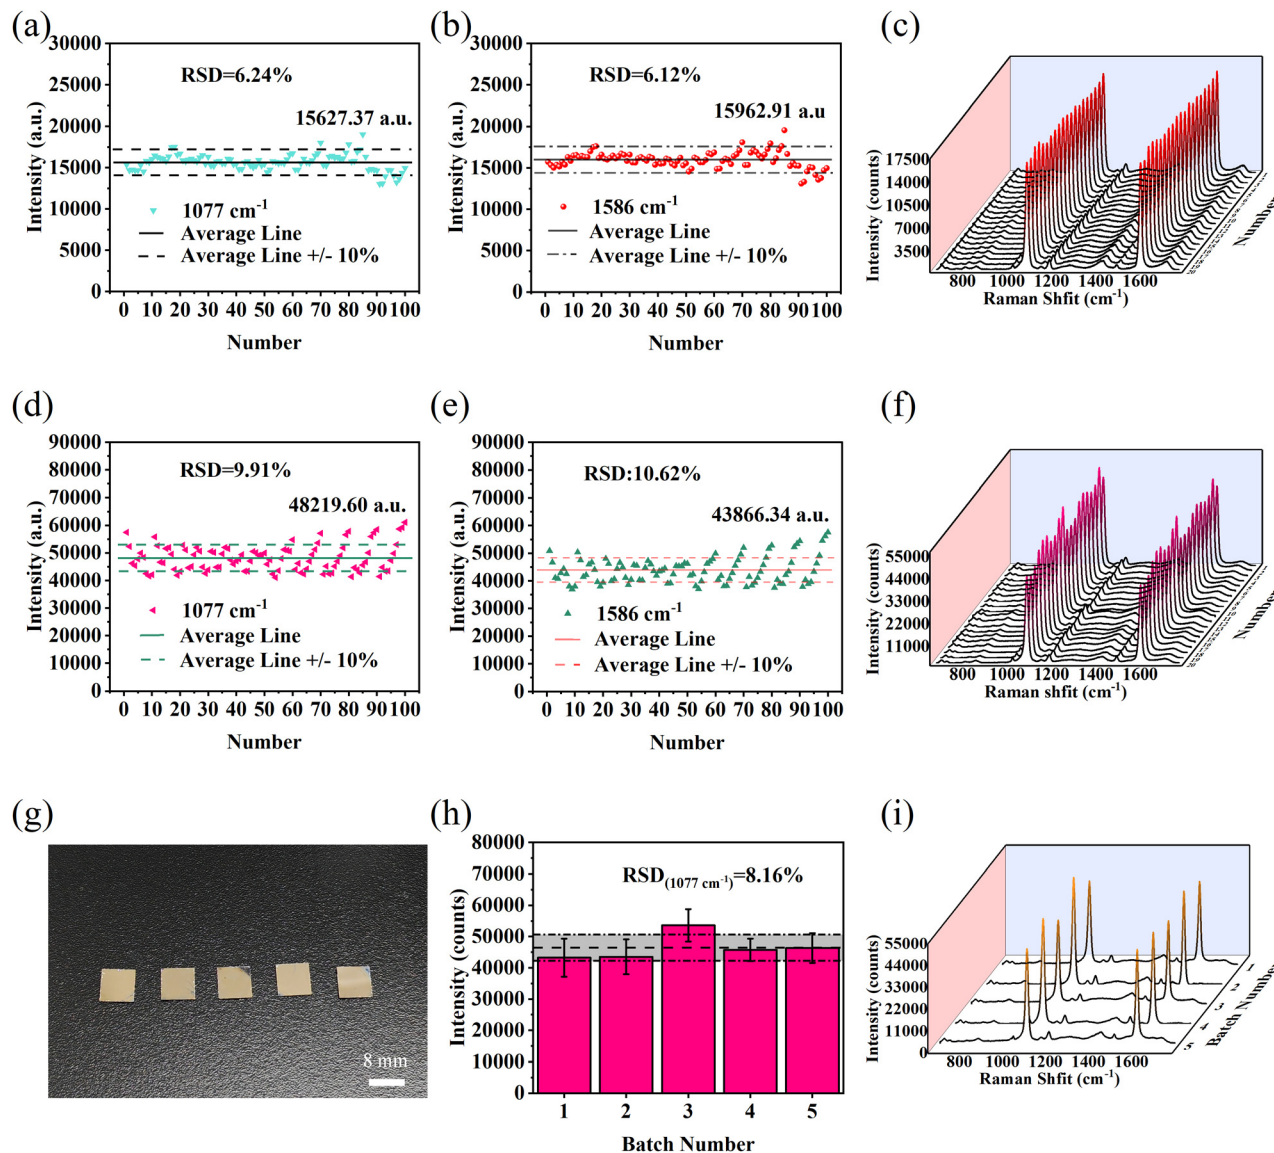 (a)
30000
25000
20000
15000
10000
5000
0
Intensity (a.u.)
RSD=6.24%
15627.37 a.u.
1077 cm⁻¹
Average Line
Average Line +/- 10%
0 10 20 30 40 50 60 70 80 90 100
Number
(b)
30000
25000
20000
15000
10000
5000
0
Intensity (a.u.)
RSD=6.12%
15962.91 a.u.
1586 cm⁻¹
Average Line
Average Line +/- 10%
0 10 20 30 40 50 60 70 80 90 100
Number
(c)
17500
14000
10500
7000
3500
Intensity (counts)
800 1000 1200 1400 1600
Raman Shfit (cm⁻¹)
Number
(d)
90000
80000
70000
60000
50000
40000
30000
20000
10000
0
Intensity (a.u.)
RSD=9.91%
48219.60 a.u.
1077 cm⁻¹
Average Line
Average Line +/- 10%
0 10 20 30 40 50 60 70 80 90 100
Number
(e)
90000
80000
70000
60000
50000
40000
30000
20000
10000
0
Intensity (a.u.)
RSD:10.62%
43866.34 a.u.
1586 cm⁻¹
Average Line
Average Line +/- 10%
0 10 20 30 40 50 60 70 80 90 100
Number
(f)
55000
44000
33000
22000
11000
Intensity (counts)
800 1000 1200 1400 1600
Raman shfit (cm⁻¹)
Number
(g)
8 mm
(h)
80000
70000
60000
50000
40000
30000
20000
10000
0
Intensity (counts)
RSD(1077 cm⁻¹)=8.16%
1 2 3 4 5
Batch Number
(i)
55000
44000
33000
22000
11000
0
Intensity (counts)
800 1000 1200 1400 1600
Raman Shfit (cm⁻¹)
1
2
3
4
5
Batch Number